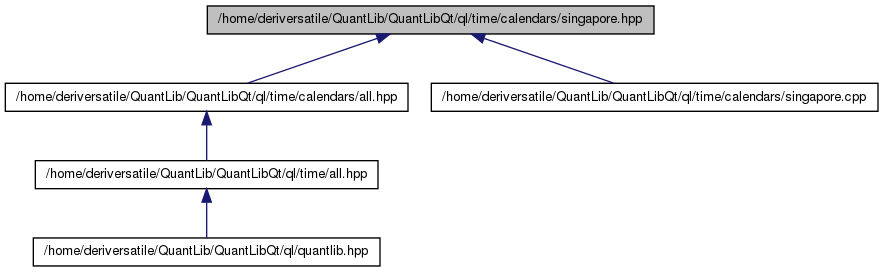 /home/deriversatile/QuantLib/QuantLibQt/ql/time/calendars/singapore.hpp
/home/deriversatile/QuantLib/QuantLibQt/ql/time/calendars/all.hpp
/home/deriversatile/QuantLib/QuantLibQt/ql/time/calendars/singapore.cpp
/home/deriversatile/QuantLib/QuantLibQt/ql/time/all.hpp
/home/deriversatile/QuantLib/QuantLibQt/ql/quantlib.hpp